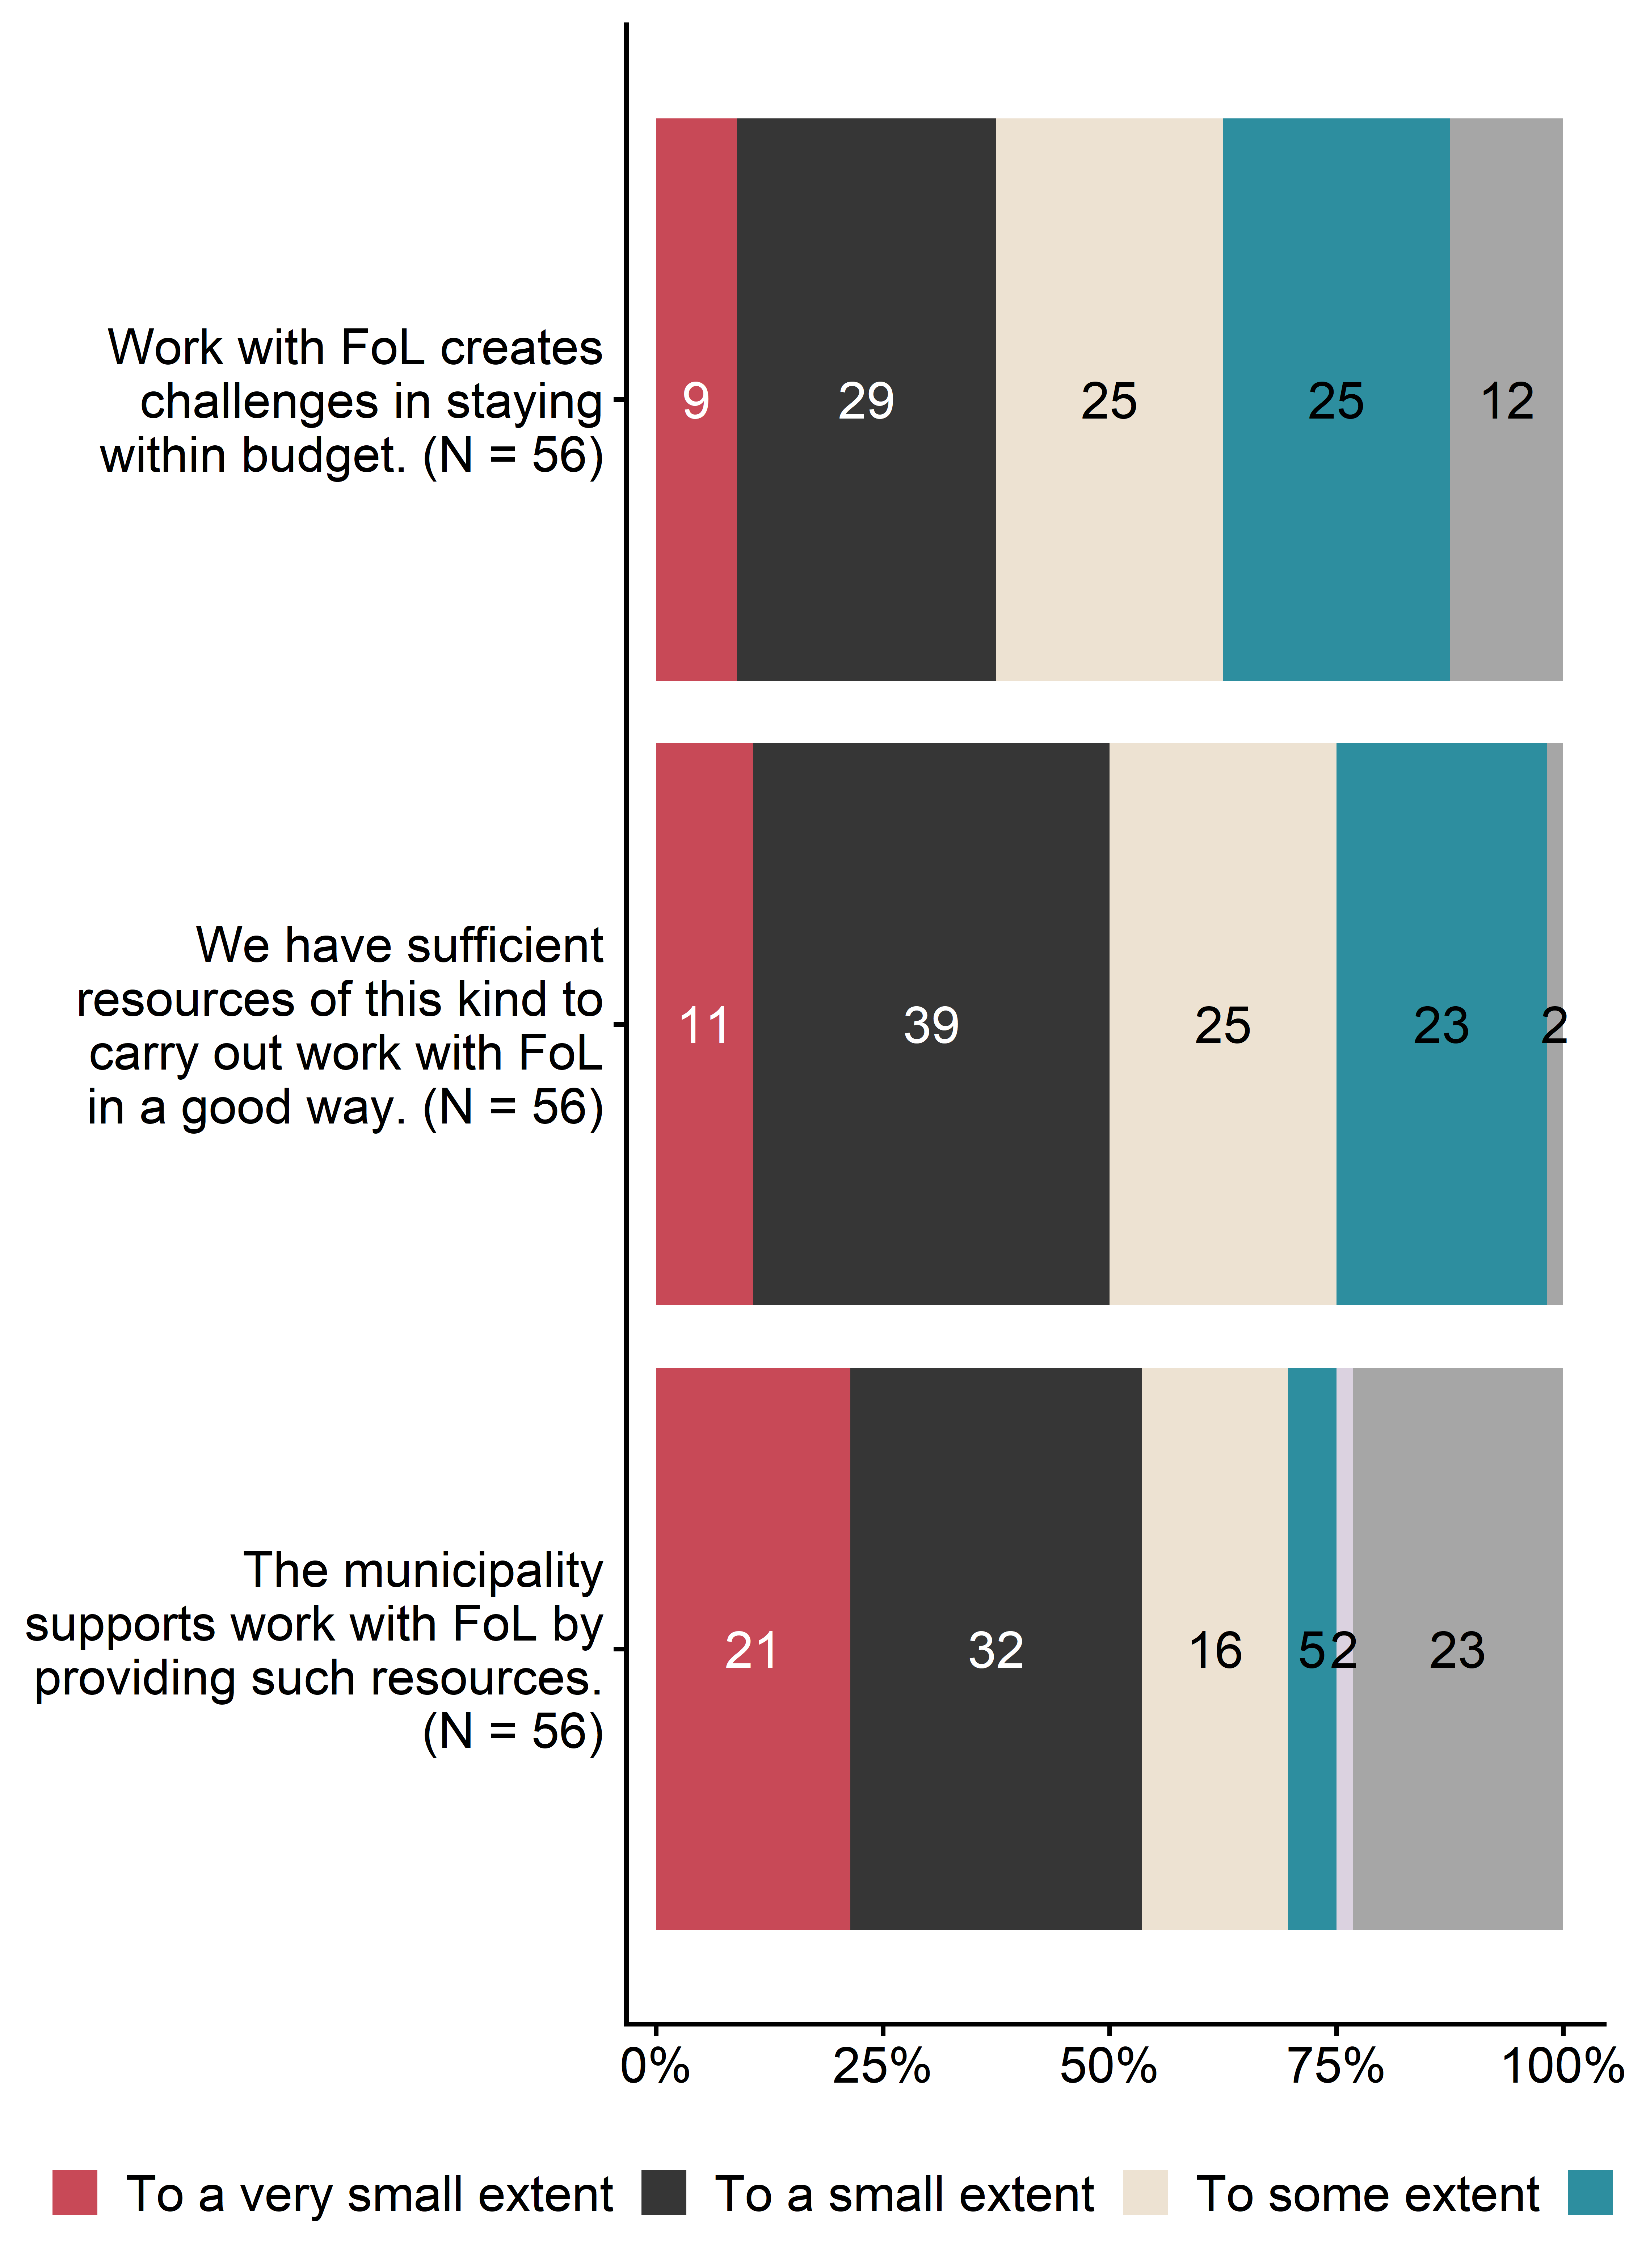 Work with FoL creates
challenges in staying
within budget. (N = 56)
9 29 25 25 12
We have sufficient
resources of this kind to
carry out work with FoL
in a good way. (N = 56)
11 39 25 23 2
The municipality
supports work with FoL by
providing such resources.
(N = 56)
21 32 16 5 2 23
0% 25% 50% 75% 100%
To a very small extent To a small extent To some extent